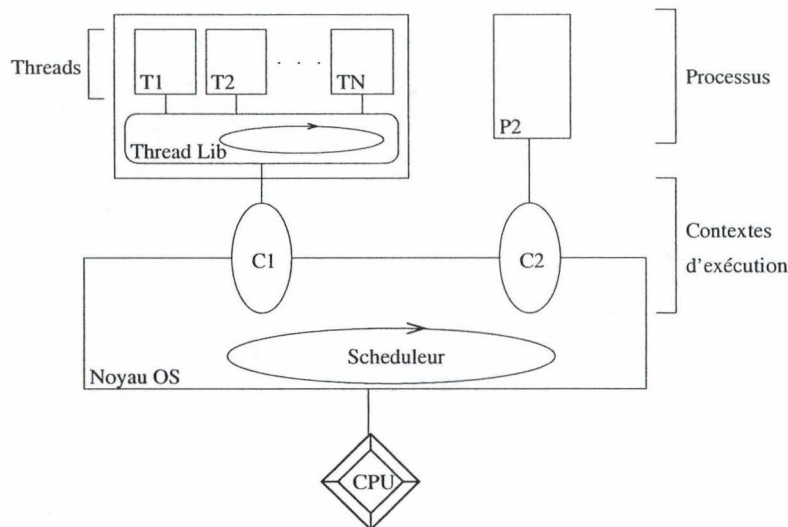 Threads
T1
T2
. . .
TN
Thread Lib
P2
Processus
C1
C2
Contextes
d'exécution
Scheduleur
Noyau OS
CPU